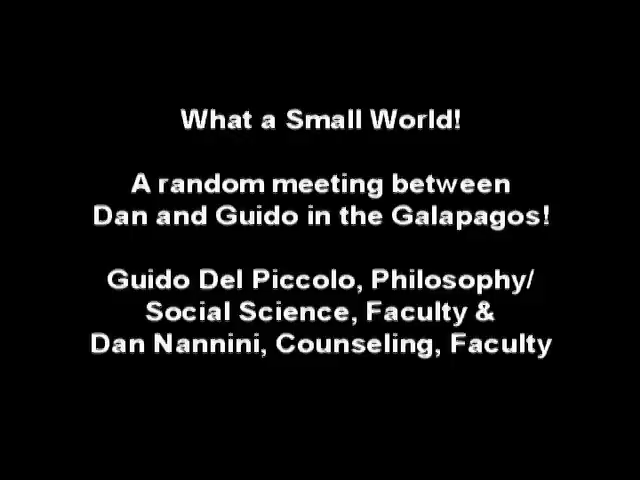 What a Small World!
A random meeting between
Dan and Guido in the Galapagos!
Guido Del Piccolo, Philosophy/
Social Science, Faculty &
Dan Nannini, Counseling, Faculty